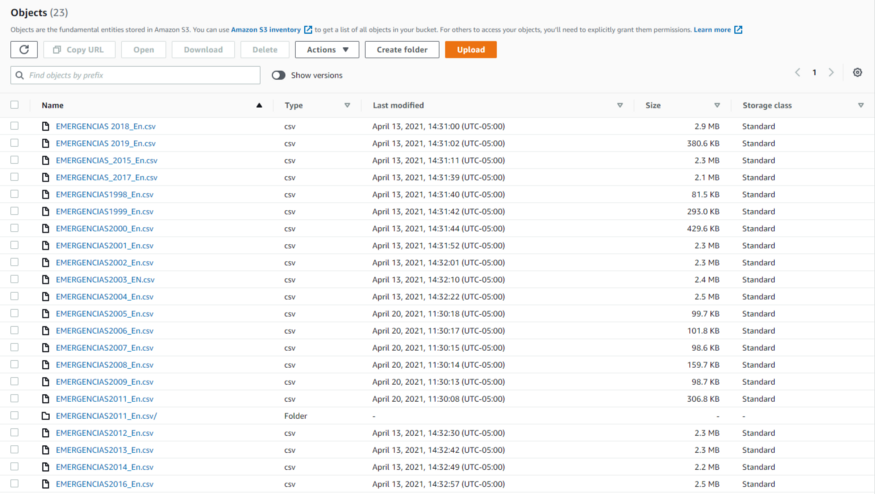 Objects (23)
Objects are the fundamental entities stored in Amazon S3. You can use Amazon S3 inventory to get a list of all objects in your bucket. For others to access your objects, you'll need to explicitly grant them permissions. Learn more
Copy URL Open Download Delete Actions Create folder Upload
Find objects by prefix Show versions 1
Name Type Last modified Size Storage class
EMERGENCIAS 2018_En.csv csv April 13, 2021, 14:31:00 (UTC-05:00) 2.9 MB Standard
EMERGENCIAS 2019_En.csv csv April 13, 2021, 14:31:02 (UTC-05:00) 380.6 KB Standard
EMERGENCIAS_2015_En.csv csv April 13, 2021, 14:31:11 (UTC-05:00) 2.3 MB Standard
EMERGENCIAS_2017_En.csv csv April 13, 2021, 14:31:39 (UTC-05:00) 2.1 MB Standard
EMERGENCIAS1998_En.csv csv April 13, 2021, 14:31:40 (UTC-05:00) 81.5 KB Standard
EMERGENCIAS1999_En.csv csv April 13, 2021, 14:31:42 (UTC-05:00) 293.0 KB Standard
EMERGENCIAS2000_En.csv csv April 13, 2021, 14:31:44 (UTC-05:00) 429.6 KB Standard
EMERGENCIAS2001_En.csv csv April 13, 2021, 14:31:52 (UTC-05:00) 2.3 MB Standard
EMERGENCIAS2002_En.csv csv April 13, 2021, 14:32:01 (UTC-05:00) 2.3 MB Standard
EMERGENCIAS2003_EN.csv csv April 13, 2021, 14:32:10 (UTC-05:00) 2.4 MB Standard
EMERGENCIAS2004_En.csv csv April 13, 2021, 14:32:22 (UTC-05:00) 2.5 MB Standard
EMERGENCIAS2005_En.csv csv April 20, 2021, 11:30:18 (UTC-05:00) 99.7 KB Standard
EMERGENCIAS2006_En.csv csv April 20, 2021, 11:30:17 (UTC-05:00) 101.8 KB Standard
EMERGENCIAS2007_En.csv csv April 20, 2021, 11:30:15 (UTC-05:00) 98.6 KB Standard
EMERGENCIAS2008_En.csv csv April 20, 2021, 11:30:14 (UTC-05:00) 159.7 KB Standard
EMERGENCIAS2009_En.csv csv April 20, 2021, 11:30:13 (UTC-05:00) 98.7 KB Standard
EMERGENCIAS2011_En.csv csv April 20, 2021, 11:30:08 (UTC-05:00) 306.8 KB Standard
EMERGENCIAS2011_En.csv/ Folder - - -
EMERGENCIAS2012_En.csv csv April 13, 2021, 14:32:30 (UTC-05:00) 2.3 MB Standard
EMERGENCIAS2013_En.csv csv April 13, 2021, 14:32:42 (UTC-05:00) 2.3 MB Standard
EMERGENCIAS2014_En.csv csv April 13, 2021, 14:32:49 (UTC-05:00) 2.2 MB Standard
EMERGENCIAS2016_En.csv csv April 13, 2021, 14:32:57 (UTC-05:00) 2.5 MB Standard